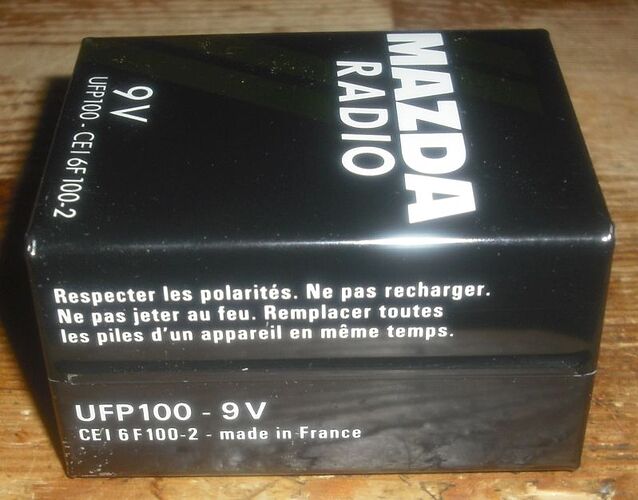 MAZDA
RADIO
9V
UFP100 - CEI 6F100-2
Respecter les polarités. Ne pas recharger.
Ne pas jeter au feu. Remplacer toutes
les piles d'un appareil en même temps.
UFP100 - 9V
CEI 6F100-2 - made in France